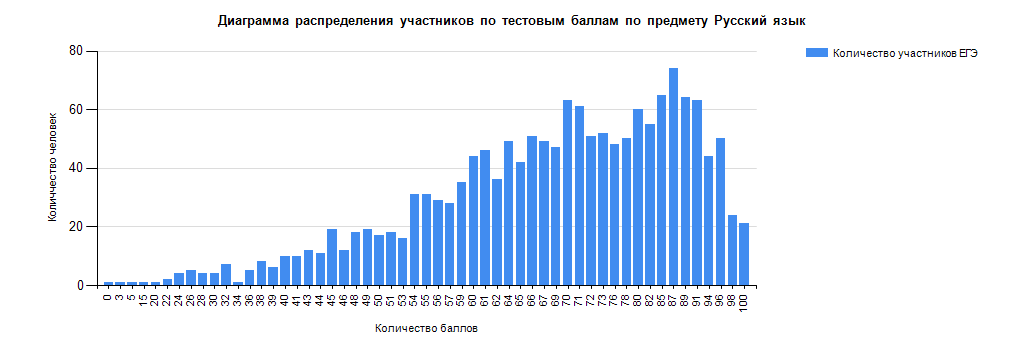 Диаграмма распределения участников по тестовым баллам по предмету Русский язык
80
60
40
20
0
Количчество человек
0 3 5 15 20 22 24 26 28 30 32 34 36 38 39 40 41 43 44 45 46 48 49 50 51 53 54 55 56 57 59 60 61 62 64 65 66 67 69 70 71 72 73 76 78 80 82 85 87 89 91 94 96 98 100
Количество баллов
Количество участников ЕГЭ